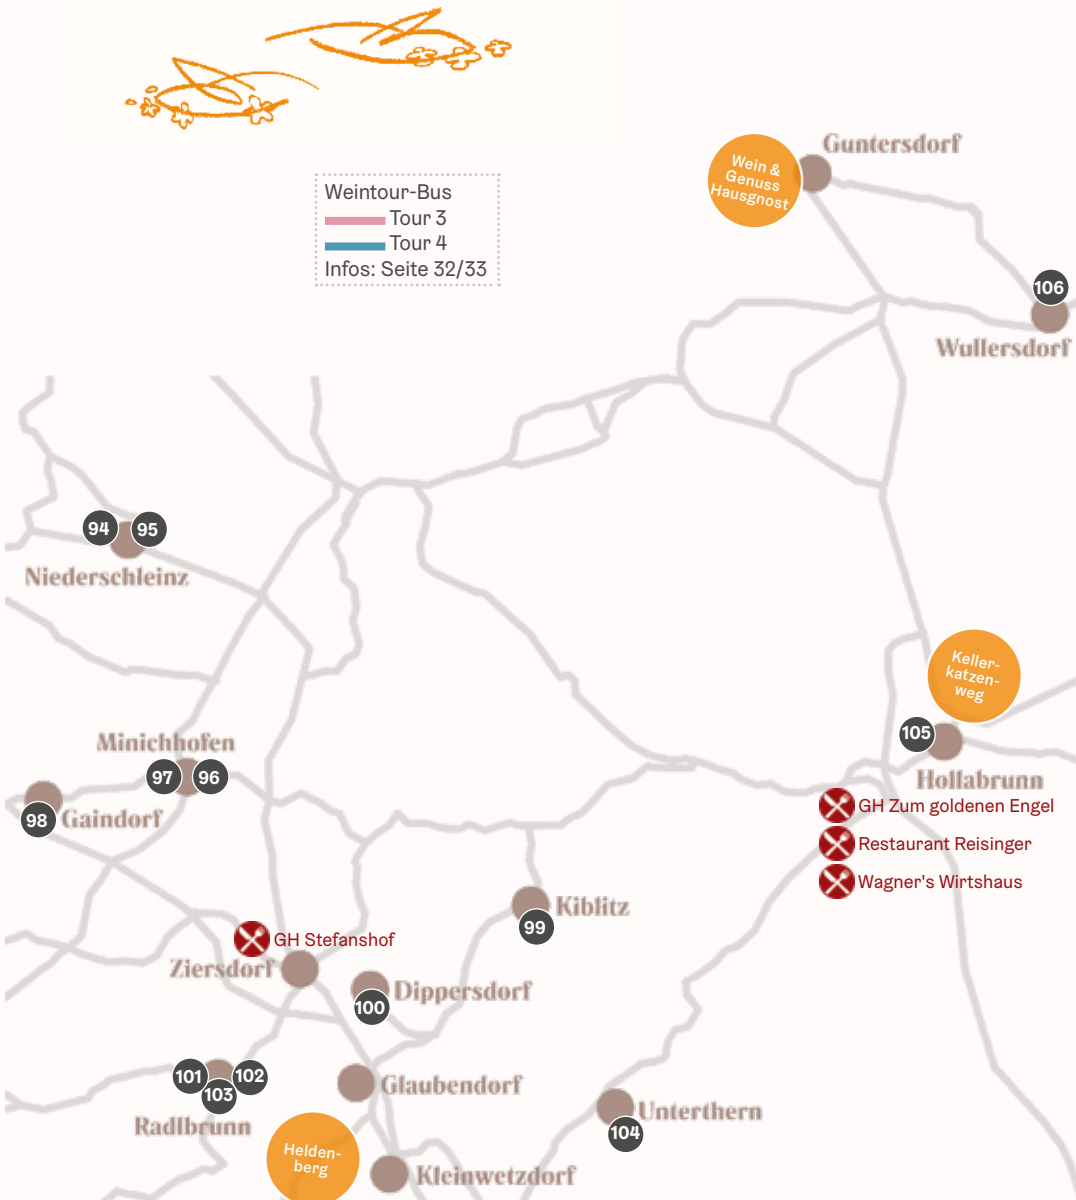 Guntersdorf
Wein &
Genuss
Hausgnost
Weintour-Bus
Tour 3
Tour 4
Infos: Seite 32/33
106
Wullersdorf
94
95
Niederschleinz
Keller-
katzen-
weg
105
Hollabrunn
Minichhofen
97
96
98
Gaindorf
GH Zum goldenen Engel
Restaurant Reisinger
Wagner's Wirtshaus
Kiblitz
99
GH Stefanshof
Ziersdorf
Dippersdorf
100
101
102
103
Radlbrunn
Glaubendorf
Unterthern
104
Helden-
berg
Kleinwetzdorf